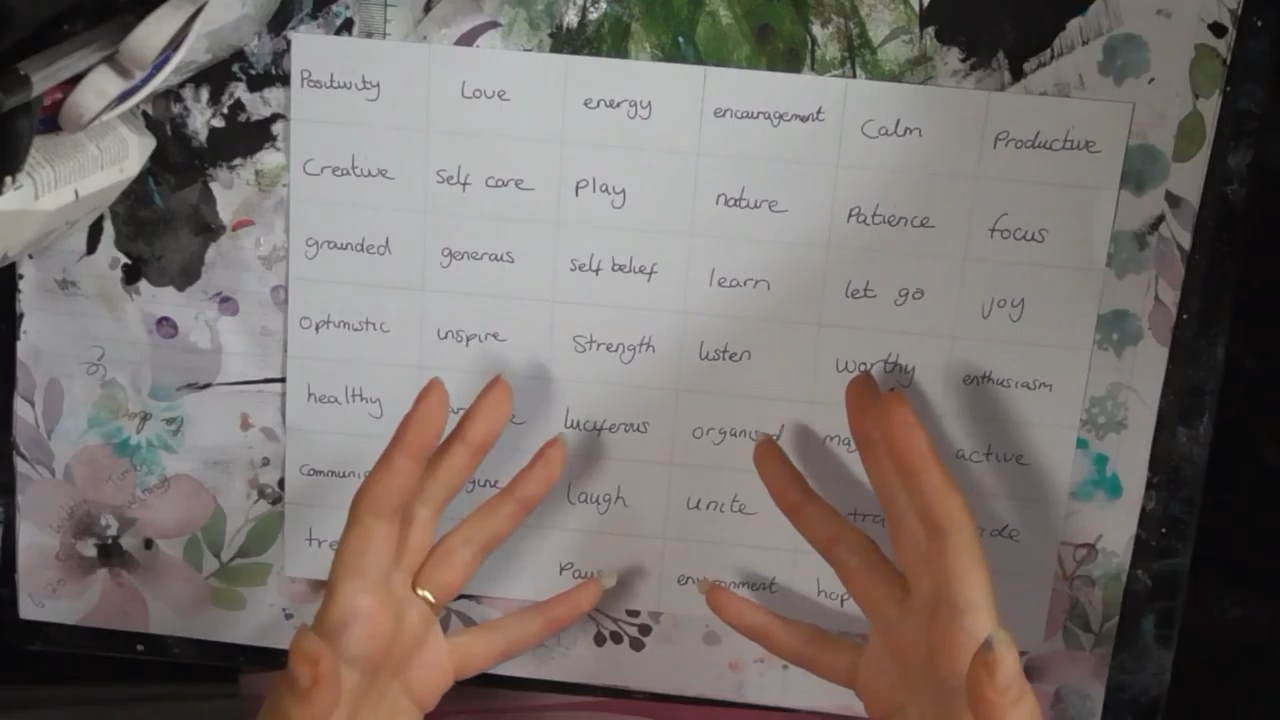 Positivity Love energy encouragement Calm Productive
Creative self care Play nature Patience focus
grounded generous self belief learn let go joy
Optimistic inspire Strength listen worthy enthusiasm
healthy luciferous organised active
laugh unite
environment